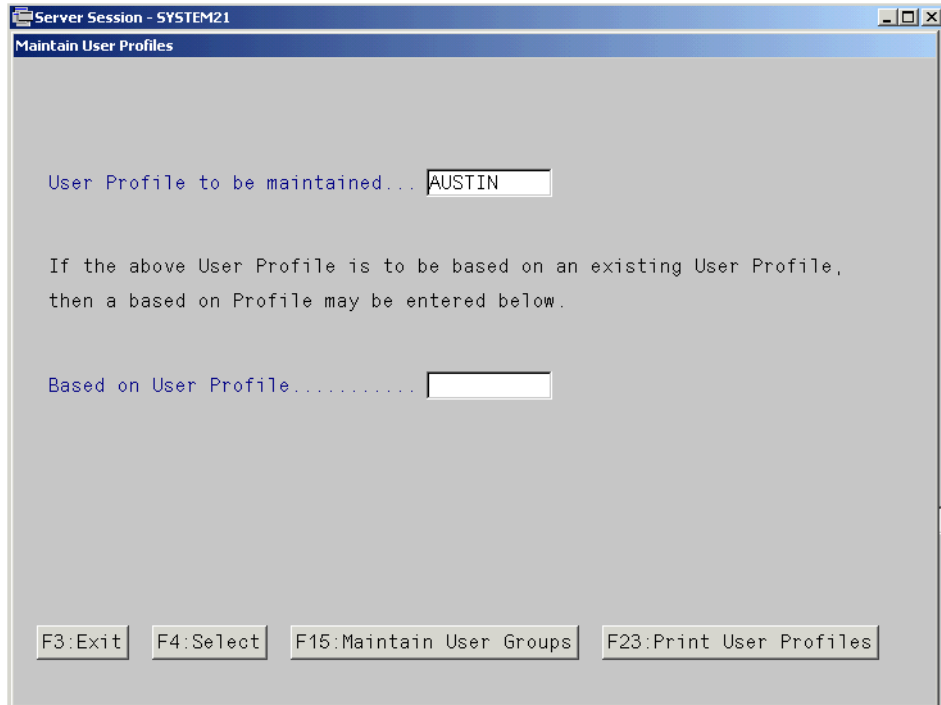 Server Session - SYSTEM21
Maintain User Profiles
User Profile to be maintained... AUSTIN
If the above User Profile is to be based on an existing User Profile,
then a based on Profile may be entered below.
Based on User Profile...........
F3:Exit F4:Select F15:Maintain User Groups F23:Print User Profiles